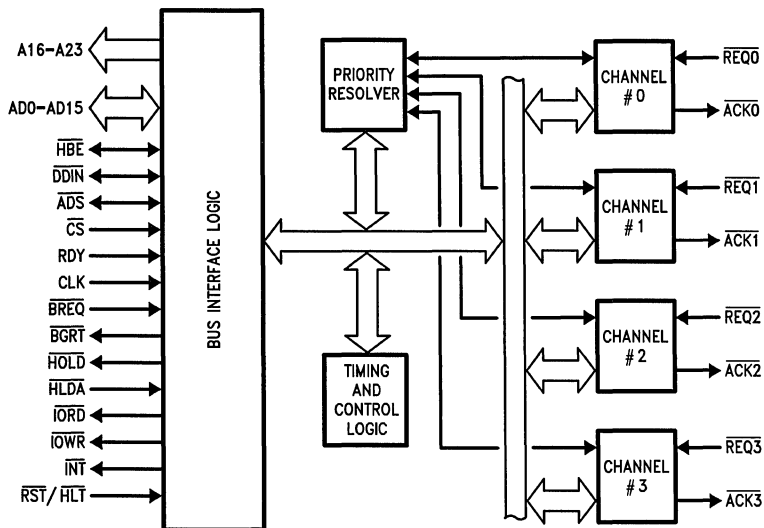 A16–A23
AD0–AD15
HBE
DDIN
ADS
CS
RDY
CLK
BREQ
BGRT
HOLD
HLDA
IORD
IOWR
INT
RST/HLT
BUS INTERFACE LOGIC
PRIORITY
RESOLVER
TIMING
AND
CONTROL
LOGIC
CHANNEL
#0
REQ0
ACK0
CHANNEL
#1
REQ1
ACK1
CHANNEL
#2
REQ2
ACK2
CHANNEL
#3
REQ3
ACK3